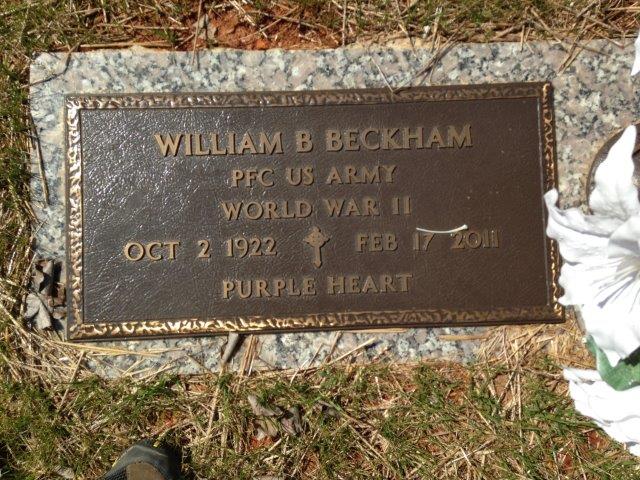 WILLIAM B BECKHAM
PFC US ARMY
WORLD WAR II
OCT 2 1922 FEB 17 2011
PURPLE HEART